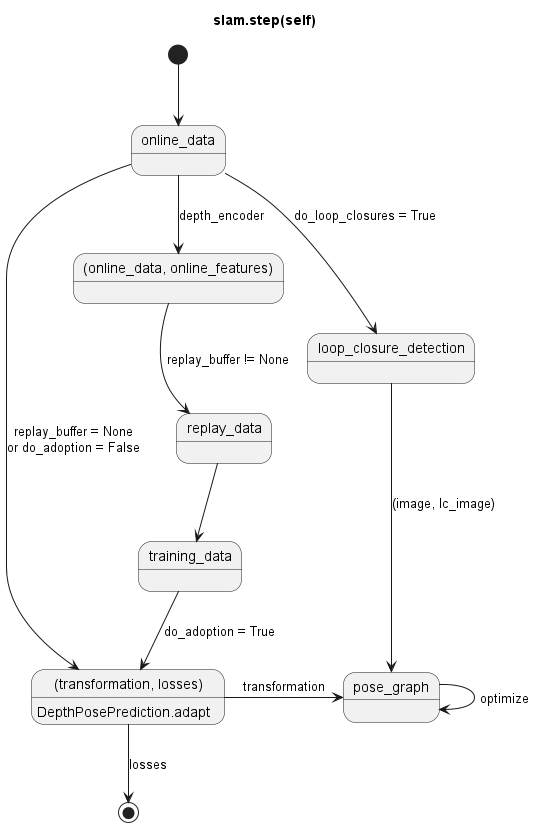 slam.step(self)
online_data
depth_encoder
do_loop_closures = True
(online_data, online_features)
loop_closure_detection
replay_buffer != None
replay_data
replay_buffer = None
or do_adoption = False
(image, lc_image)
training_data
do_adoption = True
(transformation, losses)
DepthPosePrediction.adapt
transformation
pose_graph
optimize
losses